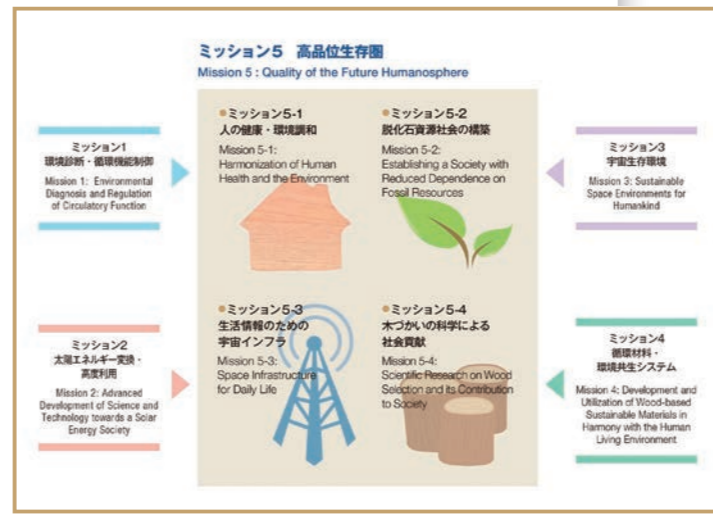 ミッション5 高品位生存圏
Mission 5 : Quality of the Future Humanosphere
ミッション1
環境診断・循環機能制御
Mission 1: Environmental
Diagnosis and Regulation
of Circulatory Function
ミッション2
太陽エネルギー変換・
高度利用
Mission 2: Advanced
Development of Science and
Technology towards a Solar
Energy Society
●ミッション5-1
人の健康・環境調和
Mission 5-1:
Harmonization of Human
Health and the Environment
●ミッション5-2
脱化石資源社会の構築
Mission 5-2:
Establishing a Society with
Reduced Dependence on
Fossil Resources
●ミッション5-3
生活情報のための
宇宙インフラ
Mission 5-3:
Space Infrastructure
for Daily Life
●ミッション5-4
木づかいの科学による
社会貢献
Mission 5-4:
Scientific Research on Wood
Selection and its Contribution
to Society
ミッション3
宇宙生存環境
Mission 3: Sustainable
Space Environments for
Humankind
ミッション4
循環材料・
環境共生システム
Mission 4: Development and
Utilization of Wood-based
Sustainable Materials in
Harmony with the Human
Living Environment